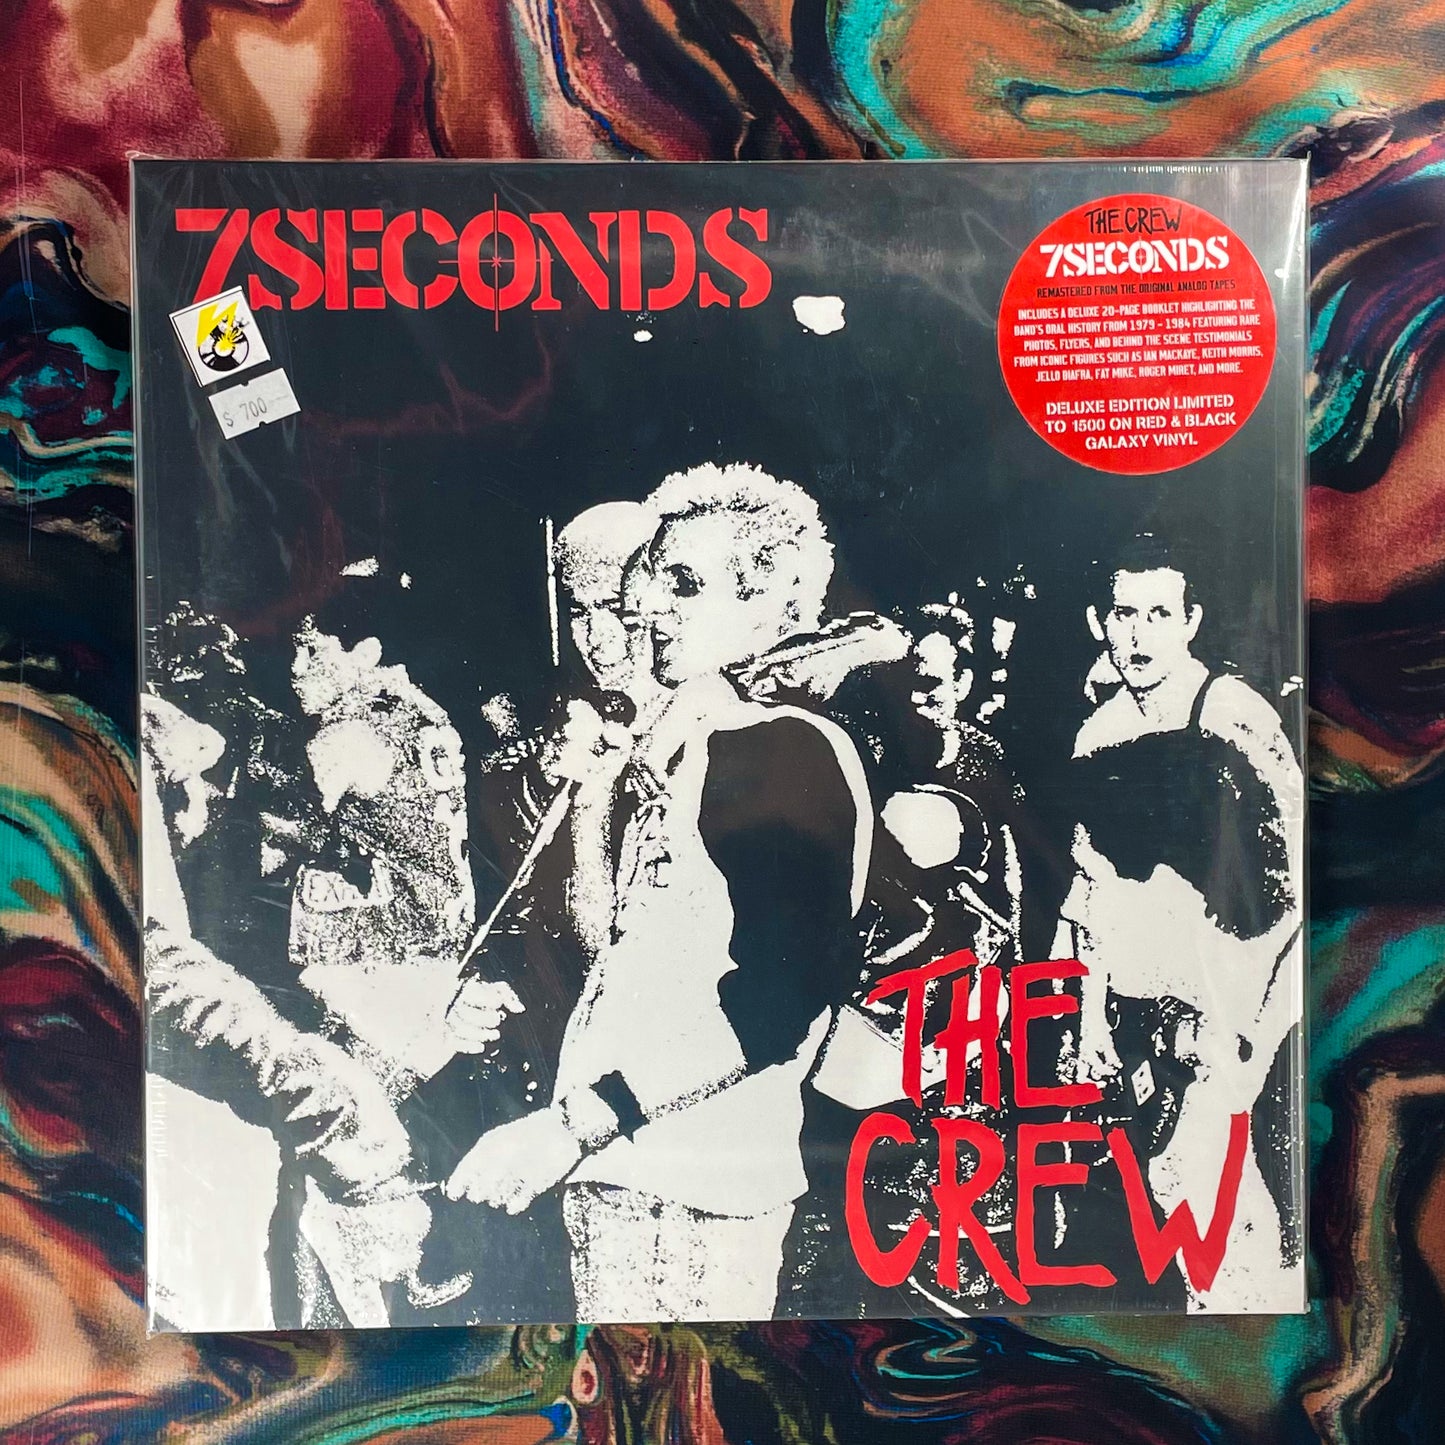 7SECONDS
$ 700
THE CREW
7SECONDS
REMASTERED FROM THE ORIGINAL ANALOG TAPES
INCLUDES A DELUXE 20-PAGE BOOKLET HIGHLIGHTING THE
BAND'S ORAL HISTORY FROM 1979 - 1984 FEATURING RARE
PHOTOS, FLYERS, AND BEHIND THE SCENE TESTIMONIALS
FROM ICONIC FIGURES SUCH AS IAN MACKAYE, KEITH MORRIS,
JELLO BIAFRA, FAT MIKE, ROGER MIRET, AND MORE.
DELUXE EDITION LIMITED
TO 1500 ON RED & BLACK
GALAXY VINYL
THE
CREW